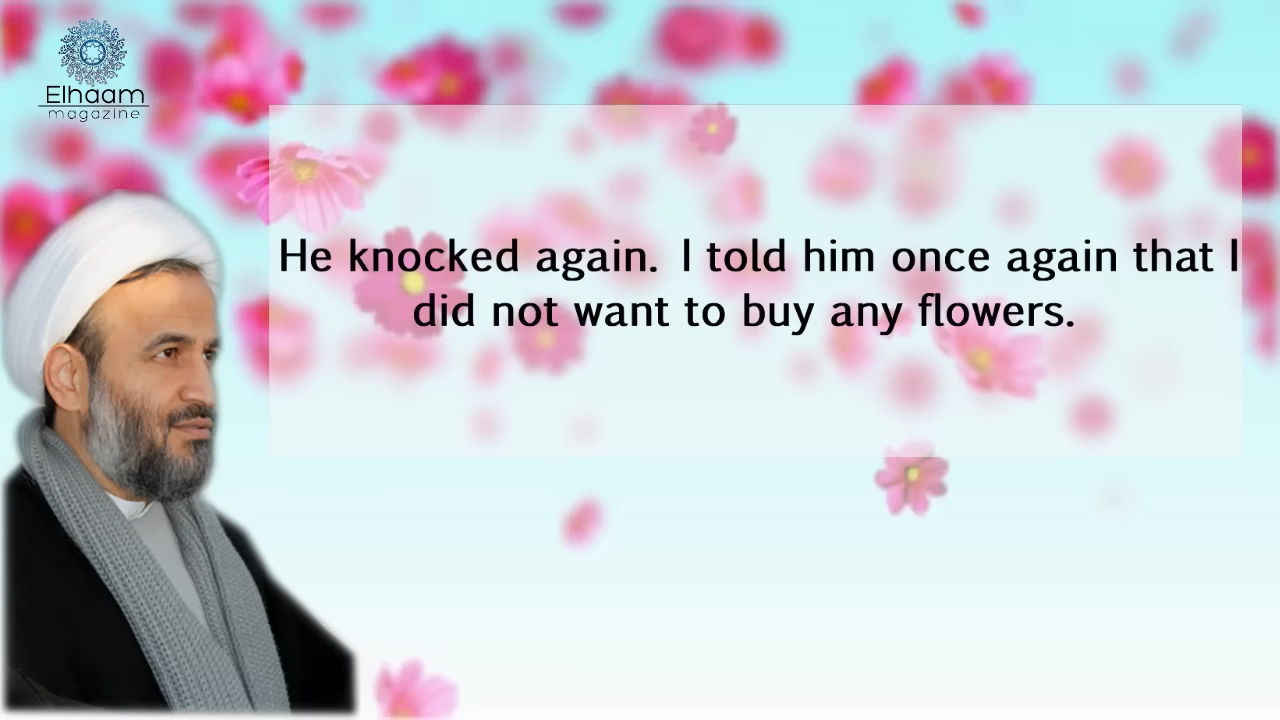 Elhaam
magazine
He knocked again. I told him once again that I
did not want to buy any flowers.